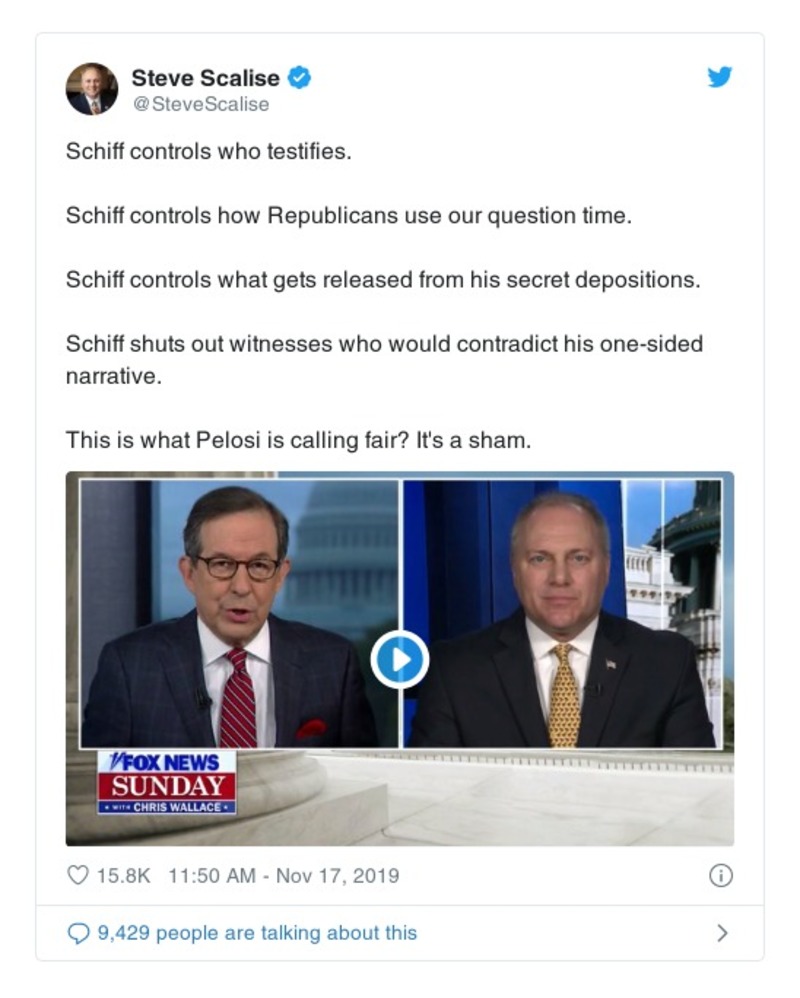 Steve Scalise
@SteveScalise
Schiff controls who testifies.
Schiff controls how Republicans use our question time.
Schiff controls what gets released from his secret depositions.
Schiff shuts out witnesses who would contradict his one-sided
narrative.
This is what Pelosi is calling fair? It's a sham.
FOX NEWS
SUNDAY
WITH CHRIS WALLACE
15.8K 11:50 AM - Nov 17, 2019
9,429 people are talking about this